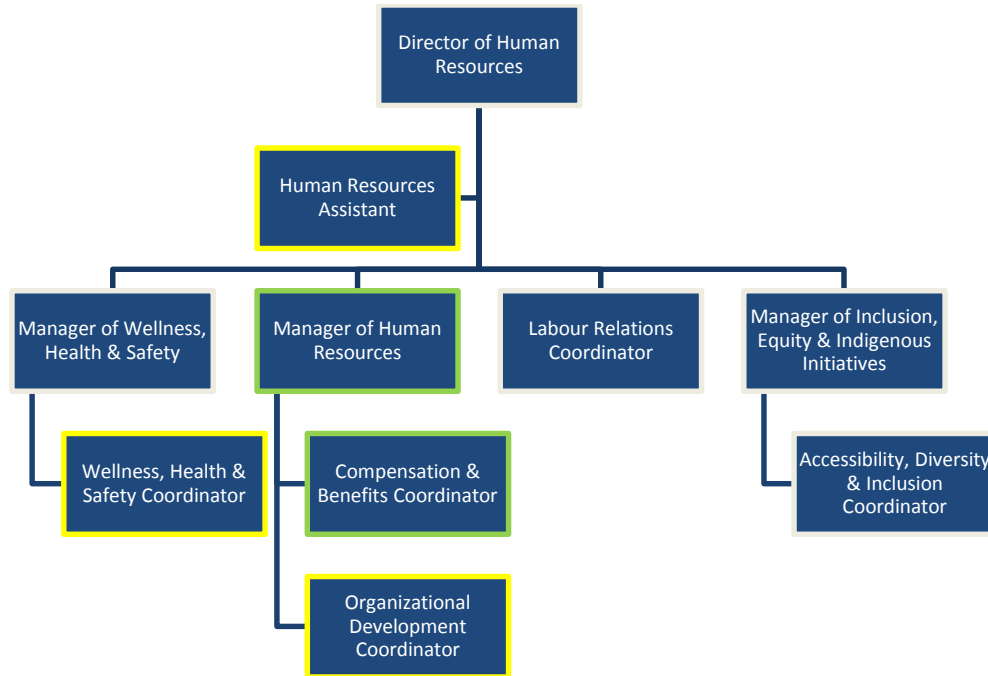 Director of Human
Resources
Human Resources
Assistant
Manager of Wellness,
Health & Safety
Manager of Human
Resources
Labour Relations
Coordinator
Manager of Inclusion,
Equity & Indigenous
Initiatives
Wellness, Health &
Safety Coordinator
Compensation &
Benefits Coordinator
Accessibility, Diversity
& Inclusion
Coordinator
Organizational
Development
Coordinator